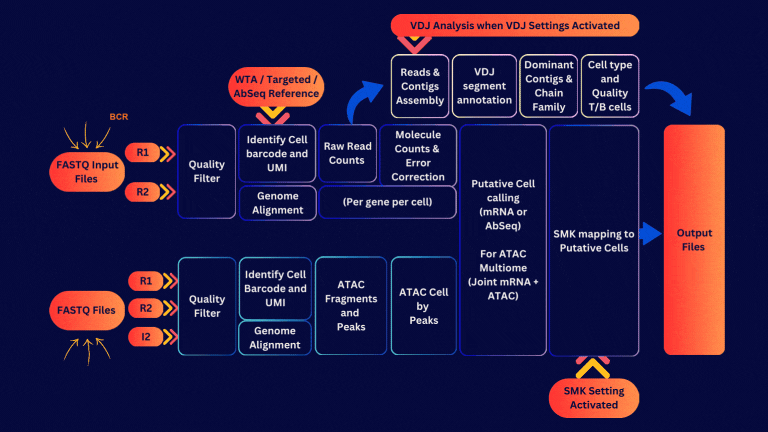 VDJ Analysis when VDJ Settings Activated
WTA / Targeted /
AbSeq Reference
Reads &
Contigs
Assembly
VDJ
segment
annotation
Dominant
Contigs &
Chain
Family
Cell type
and
Quality
T/B cells
BCR
FASTQ Input
Files
R1
R2
Quality
Filter
Identify Cell
barcode and
UMI
Genome
Alignment
Raw Read
Counts
Molecule
Counts &
Error
Correction
(Per gene per cell)
Putative Cell
calling
(mRNA or
AbSeq)
For ATAC
Multiome
(Joint mRNA +
ATAC)
SMK mapping to
Putative Cells
Output
Files
FASTQ Files
R1
R2
I2
Quality
Filter
Identify Cell
Barcode and
UMI
Genome
Alignment
ATAC
Fragments
and
Peaks
ATAC Cell
by
Peaks
SMK Setting
Activated